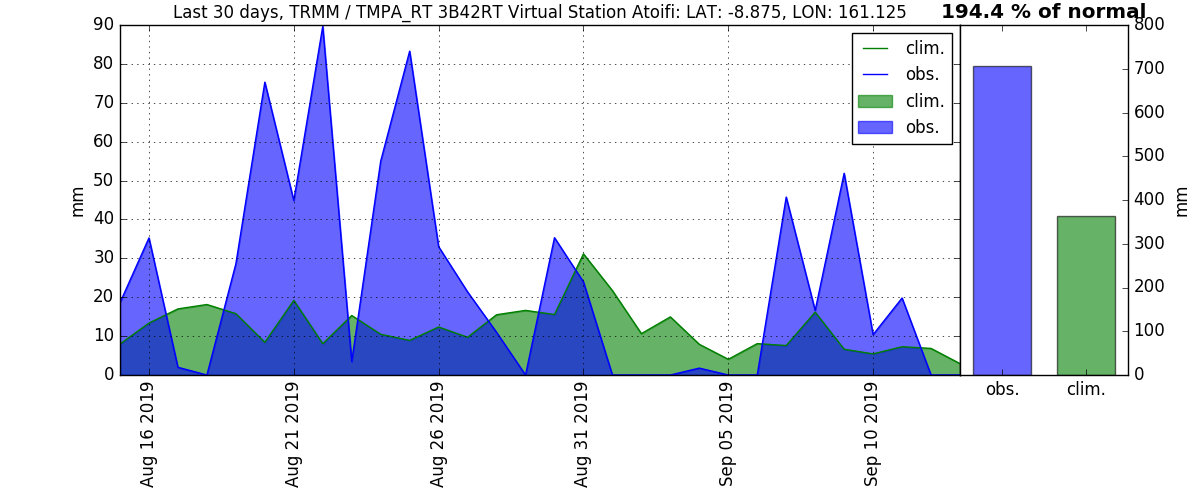 Last 30 days, TRMM / TMPA_RT 3B42RT Virtual Station Atoifi: LAT: -8.875, LON: 161.125
194.4 % of normal
90
80
70
60
50
40
30
20
10
0
mm
clim.
obs.
clim.
obs.
Aug 16 2019
Aug 21 2019
Aug 26 2019
Aug 31 2019
Sep 05 2019
Sep 10 2019
800
700
600
500
400
300
200
100
0
mm
obs.
clim.